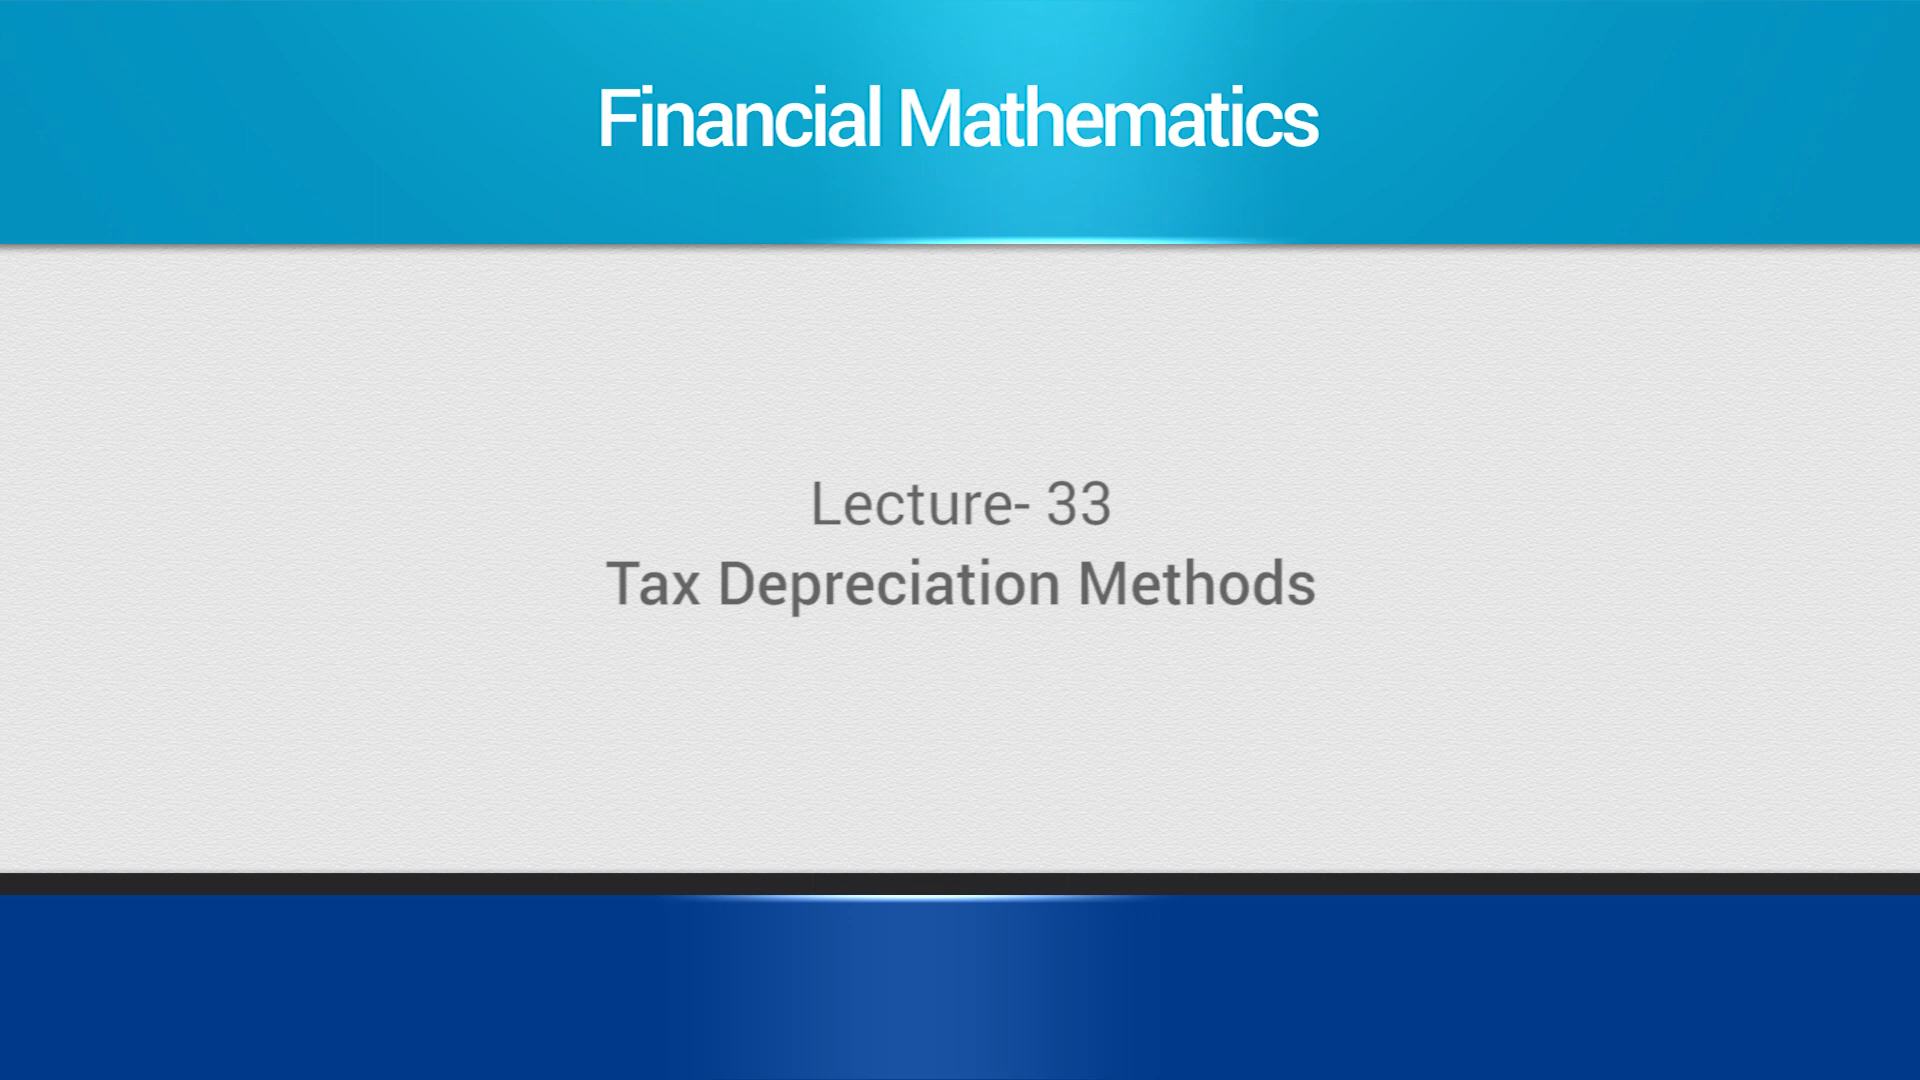 Financial Mathematics
Lecture- 33
Tax Depreciation Methods